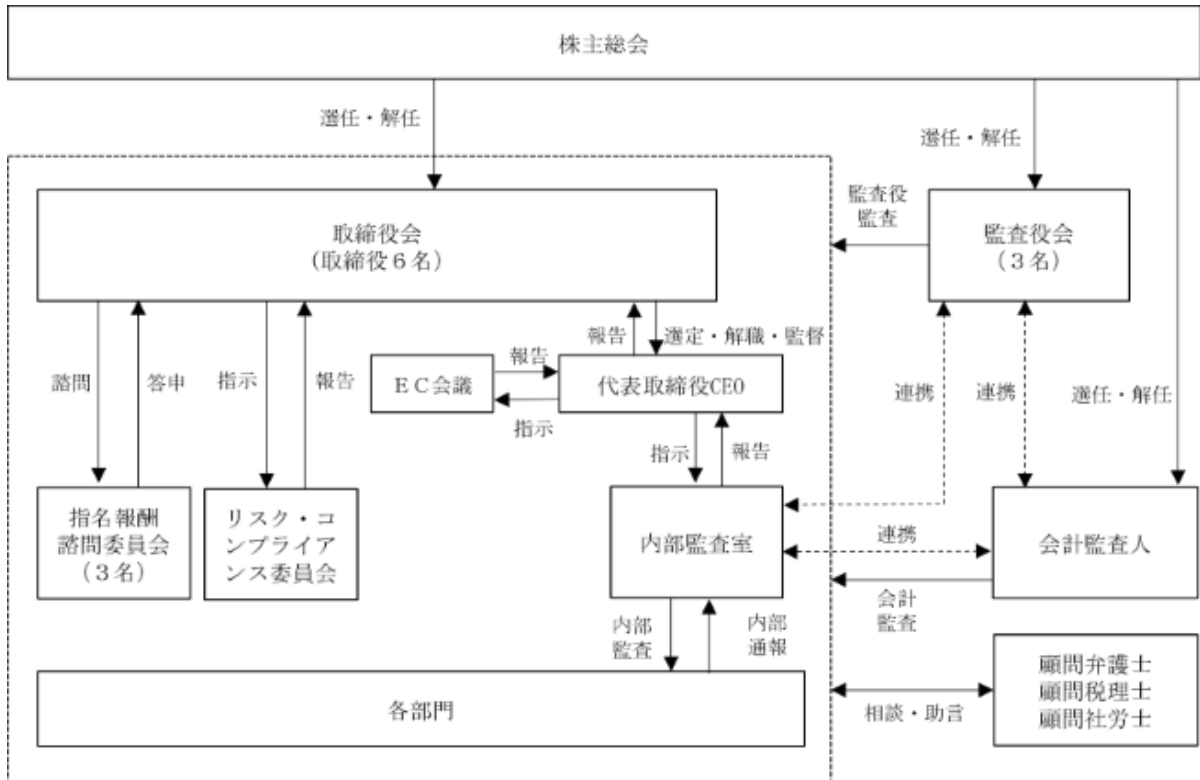 株主総会
選任・解任
選任・解任
監査役
監査
取締役会
(取締役６名)
監査役会
(３名)
報告
選定・解職・監督
諮問
答申
指示
報告
ＥＣ会議
報告
指示
代表取締役CEO
連携
連携
選任・解任
指示
報告
指名報酬
諮問委員会
(３名)
リスク・コ
ンプライア
ンス委員会
内部監査室
連携
会計監査人
会計
監査
内部
監査
内部
通報
各部門
相談・助言
顧問弁護士
顧問税理士
顧問社労士